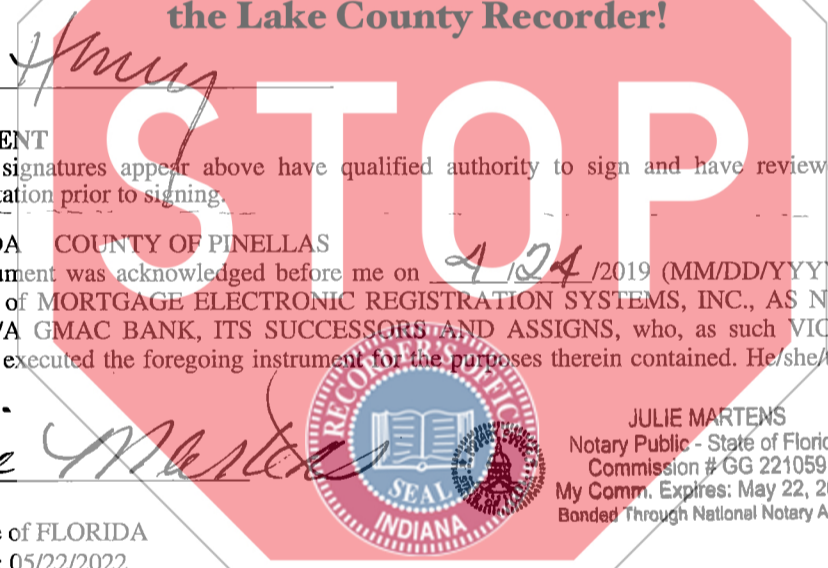 the Lake County Recorder!
STOP
ENT
signatures appear above have qualified authority to sign and have review
tation prior to signing.
DA COUNTY OF PINELLAS
ument was acknowledged before me on 4/24/2019 (MM/DD/YYYY
of MORTGAGE ELECTRONIC REGISTRATION SYSTEMS, INC., AS N
/A GMAC BANK, ITS SUCCESSORS AND ASSIGNS, who, as such VIC
executed the foregoing instrument for the purposes therein contained. He/she/
RECORDER'S OFFICE
SEAL
INDIANA
Martens
JULIE MARTENS
Notary Public - State of Florid
Commission # GG 221059
My Comm. Expires: May 22, 20
Bonded Through National Notary A
e of FLORIDA
: 05/22/2022